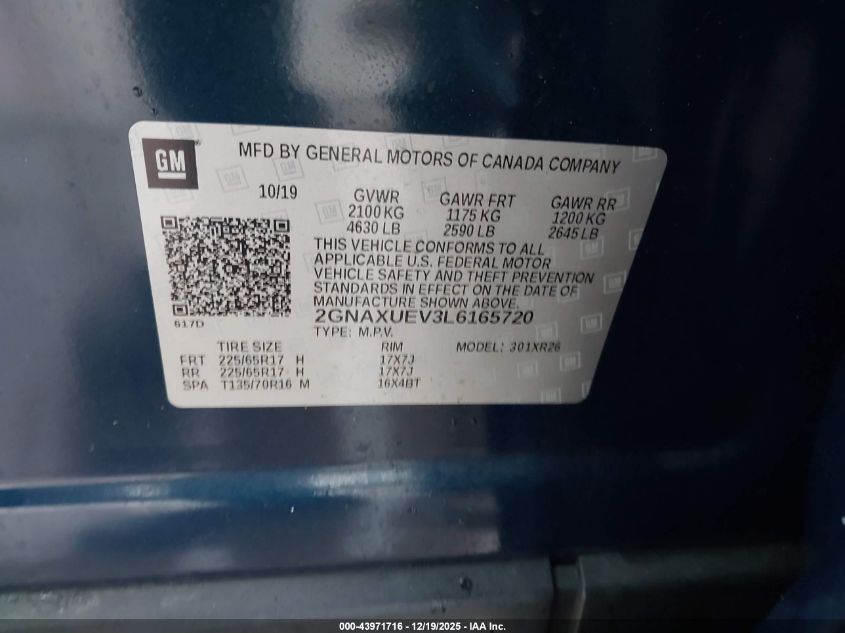 GM
MFD BY GENERAL MOTORS OF CANADA COMPANY
10/19 GVWR GAWR FRT GAWR RR
2100 KG 1175 KG 1200 KG
4630 LB 2590 LB 2645 LB
THIS VEHICLE CONFORMS TO ALL
APPLICABLE U.S. FEDERAL MOTOR
VEHICLE SAFETY AND THEFT PREVENTION
STANDARDS IN EFFECT ON THE DATE OF
MANUFACTURE SHOWN ABOVE.
617D
2GNAXUEV3L6165720
TYPE: M.P.V.
TIRE SIZE RIM MODEL: 301XR26
FRT 225/65R17 H 17X7J
RR 225/65R17 H 17X7J
SPA T135/70R16 M 16X4BT
000-43971716 - 12/19/2025 - IAA Inc.